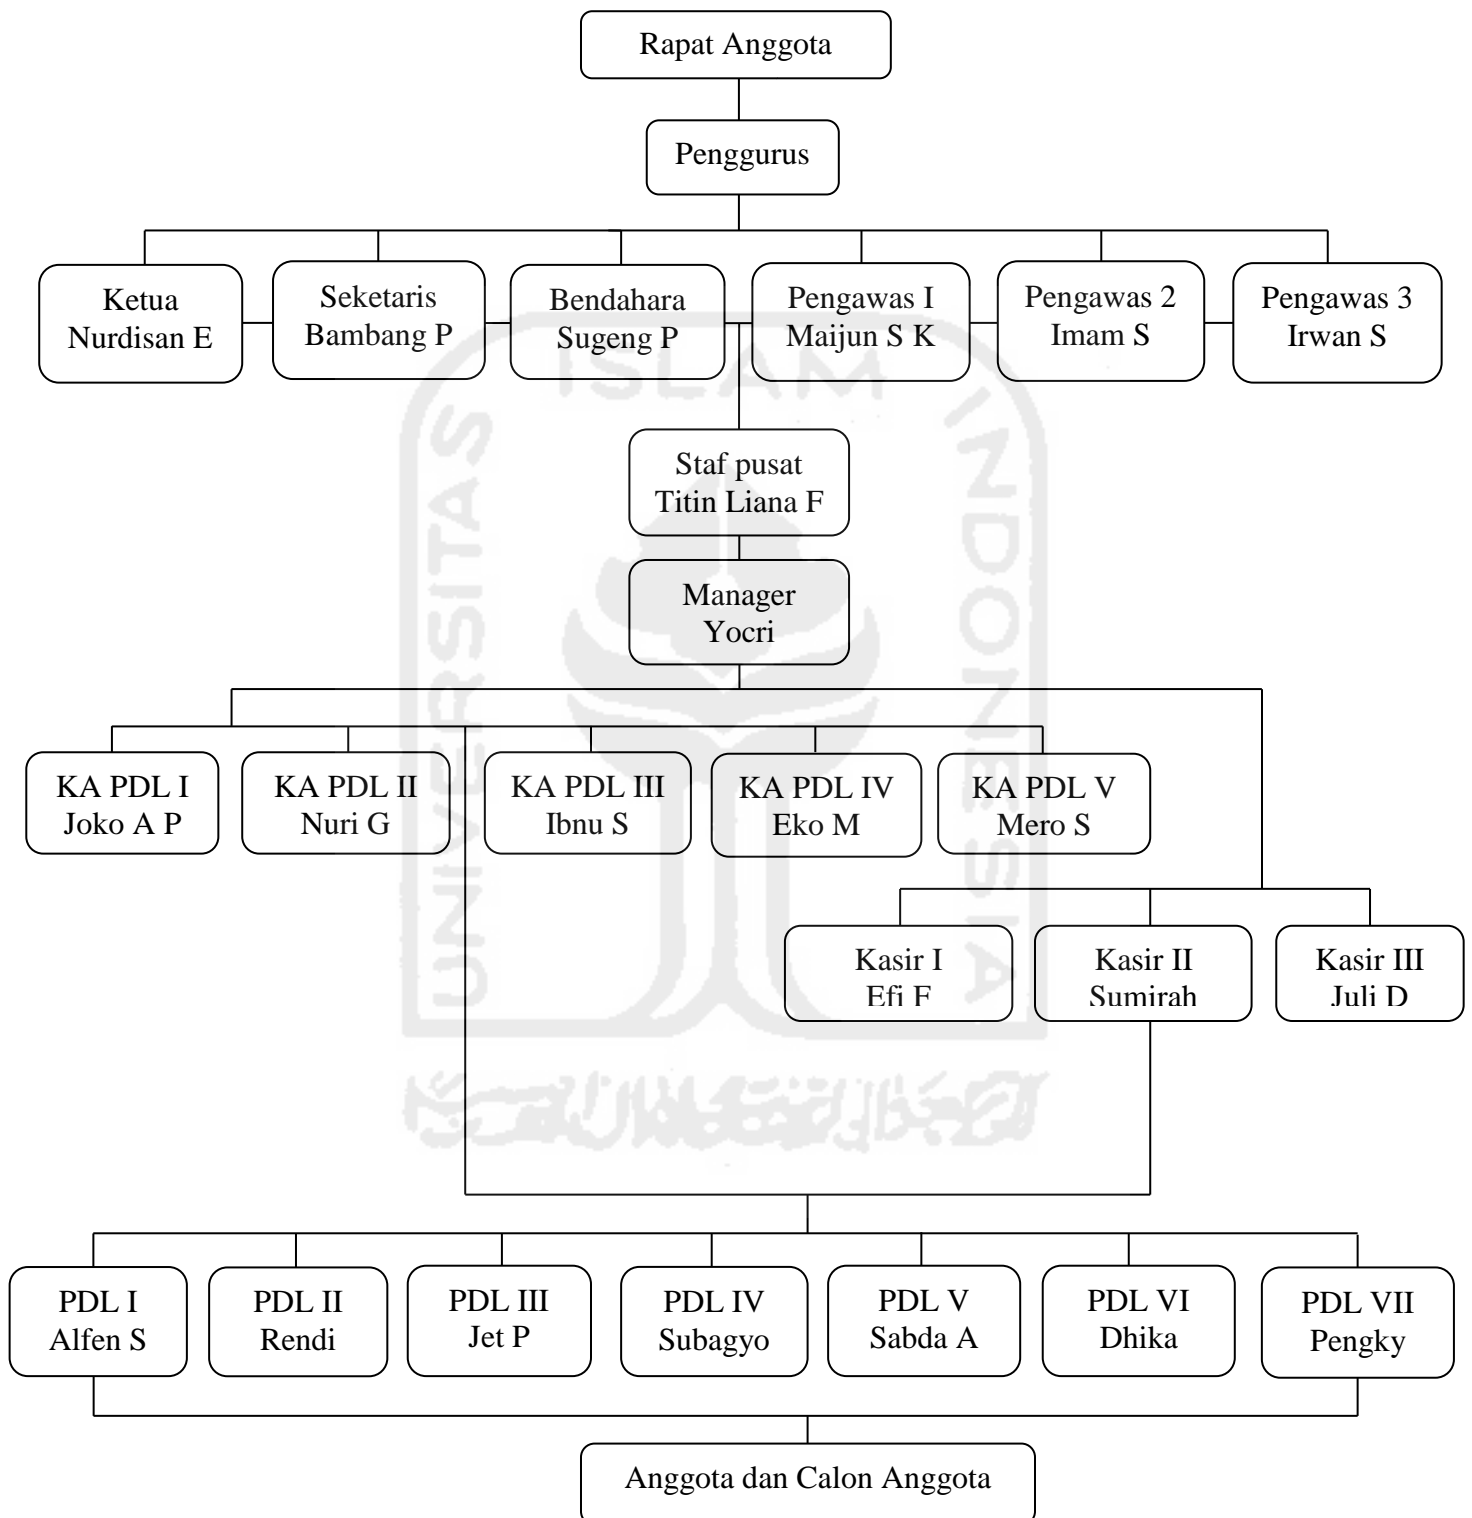 Rapat Anggota
Penggurus
Ketua
Nurdisan E
Seketaris
Bambang P
Bendahara
Sugeng P
Pengawas I
Maijun S K
Pengawas 2
Imam S
Pengawas 3
Irwan S
ISLAM
UNIVERSITAS
INDONESIA
Staf pusat
Titin Liana F
Manager
Yocri
KA PDL I
Joko A P
KA PDL II
Nuri G
KA PDL III
Ibnu S
KA PDL IV
Eko M
KA PDL V
Mero S
Kasir I
Efi F
Kasir II
Sumirah
Kasir III
Juli D
PDL I
Alfen S
PDL II
Rendi
PDL III
Jet P
PDL IV
Subagyo
PDL V
Sabda A
PDL VI
Dhika
PDL VII
Pengky
Anggota dan Calon Anggota